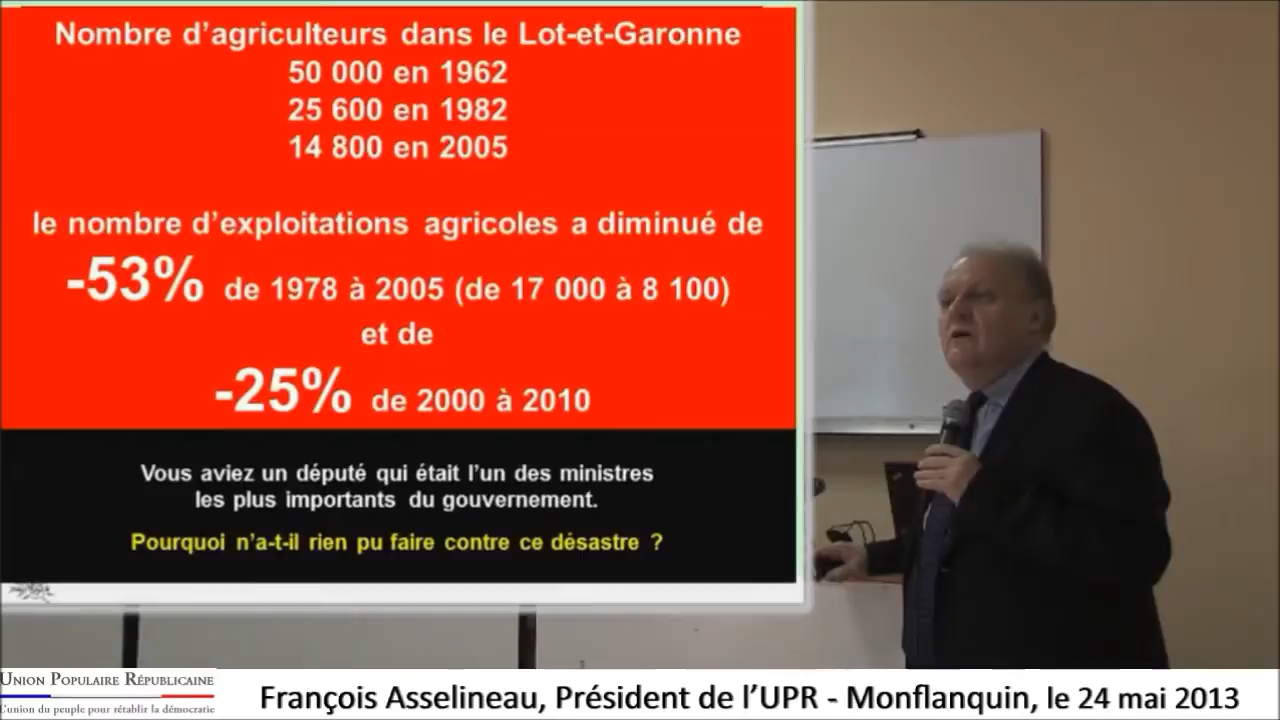 Nombre d’agriculteurs dans le Lot-et-Garonne
50 000 en 1962
25 600 en 1982
14 800 en 2005
le nombre d’exploitations agricoles a diminué de
-53% de 1978 à 2005 (de 17 000 à 8 100)
et de
-25% de 2000 à 2010
Vous aviez un député qui était l’un des ministres
les plus importants du gouvernement.
Pourquoi n’a-t-il rien pu faire contre ce désastre ?
UNION POPULAIRE RÉPUBLICAINE
L’union du peuple pour rétablir la démocratie
François Asselineau, Président de l’UPR - Monflanquin, le 24 mai 2013